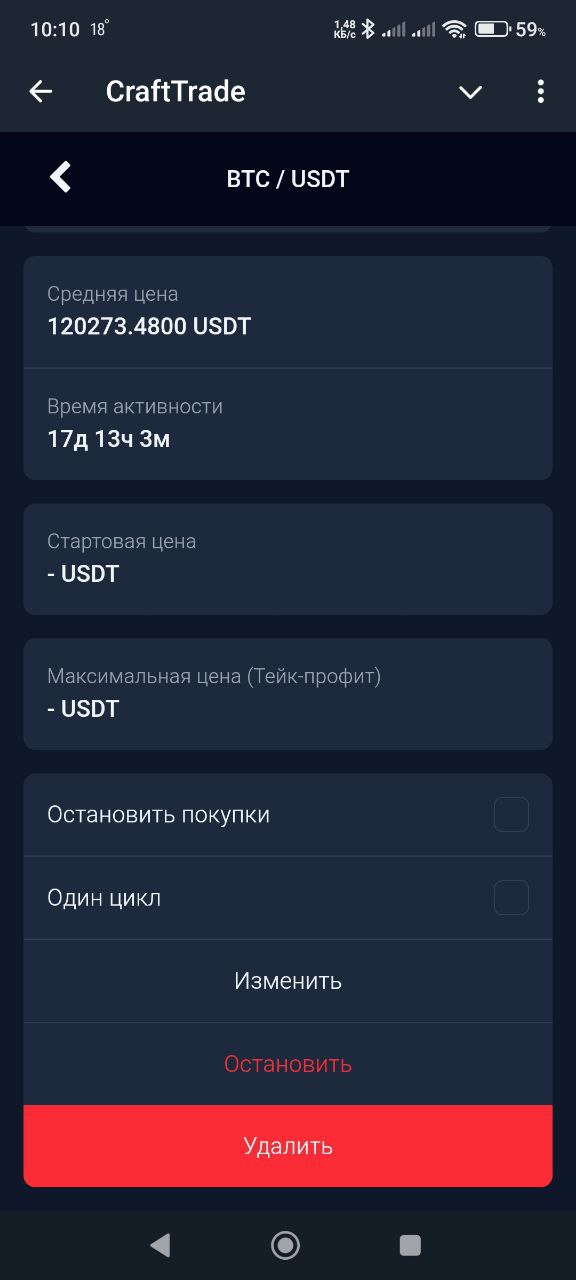 10:10 18°
1,48 КБ/с 59%
CraftTrade
BTC / USDT
Средняя цена
120273.4800 USDT
Время активности
17д 13ч 3м
Стартовая цена
- USDT
Максимальная цена (Тейк-профит)
- USDT
Остановить покупки
Один цикл
Изменить
Остановить
Удалить